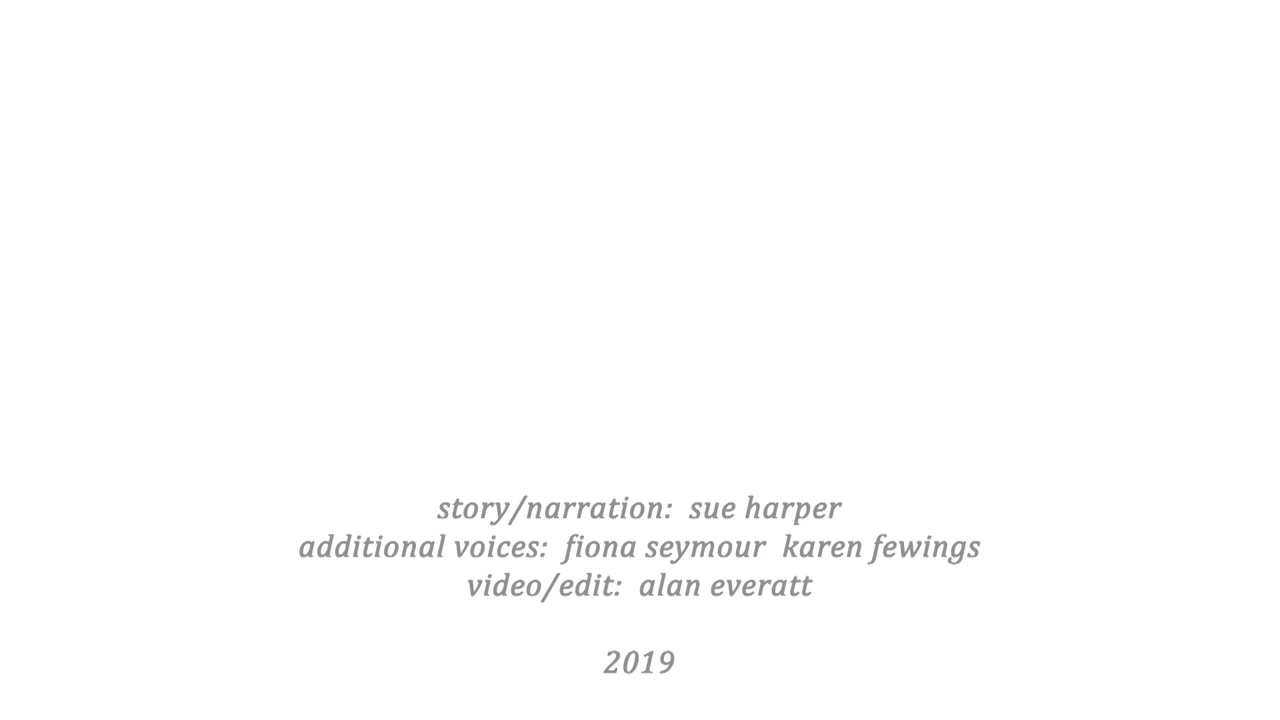 story/narration:  sue harper
additional voices:  fiona seymour  karen fewings
video/edit:  alan everatt
2019